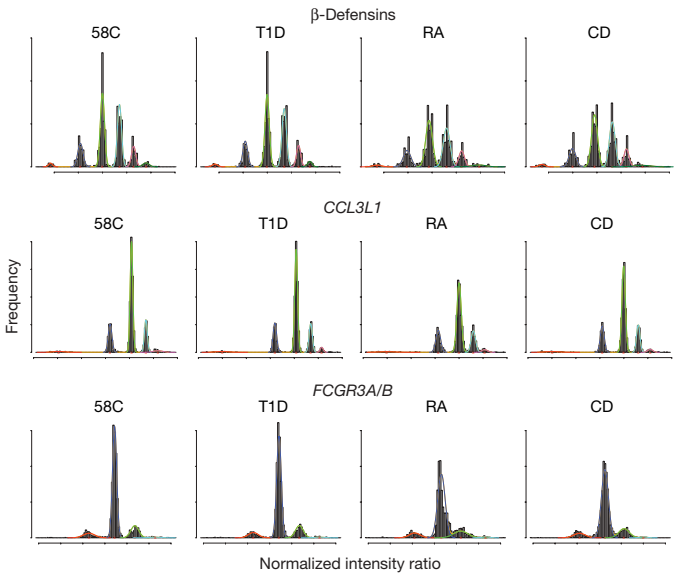 β-Defensins
58C T1D RA CD
CCL3L1
58C T1D RA CD
Frequency
FCGR3A/B
58C T1D RA CD
Normalized intensity ratio